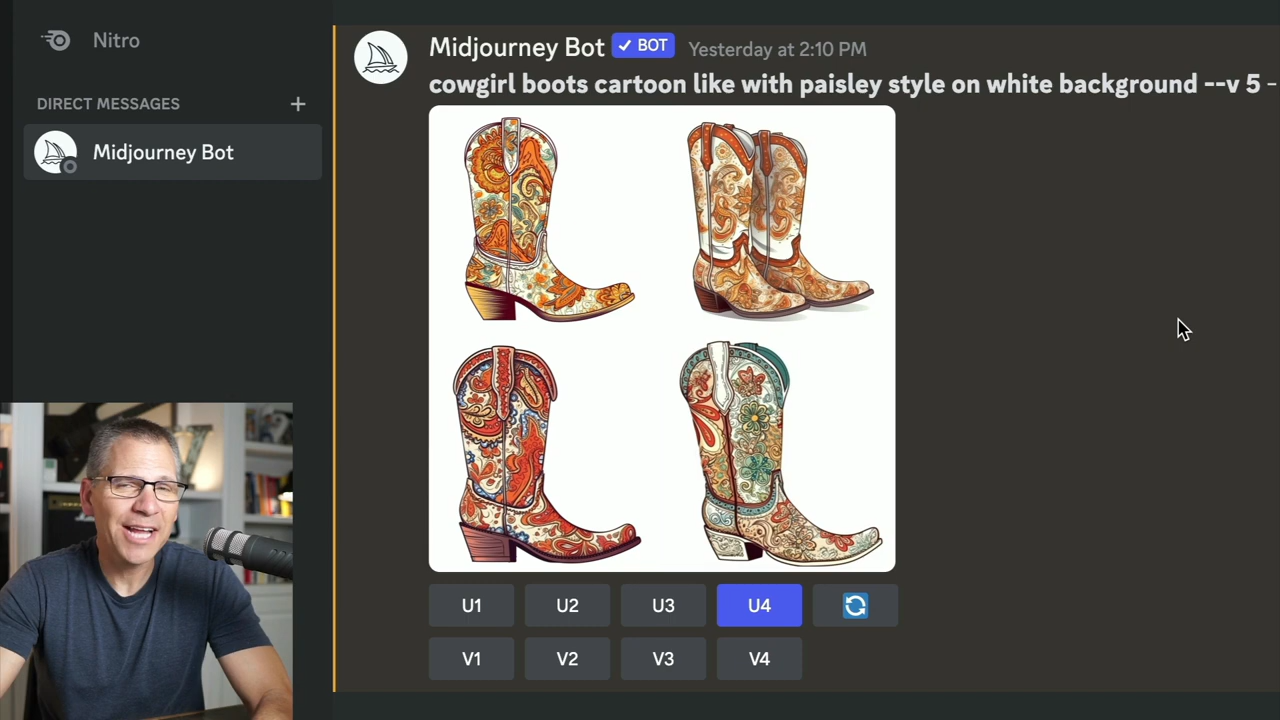 Nitro
DIRECT MESSAGES +
Midjourney Bot
Midjourney Bot ✓ BOT Yesterday at 2:10 PM
cowgirl boots cartoon like with paisley style on white background --v 5 -
U1 U2 U3 U4
V1 V2 V3 V4